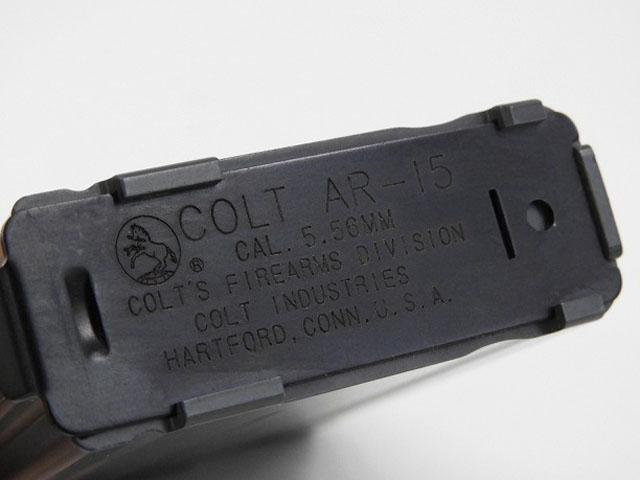 COLT AR-15
CAL. 5.56MM
®
COLT'S FIREARMS DIVISION
COLT INDUSTRIES
HARTFORD, CONN. U.S.A.